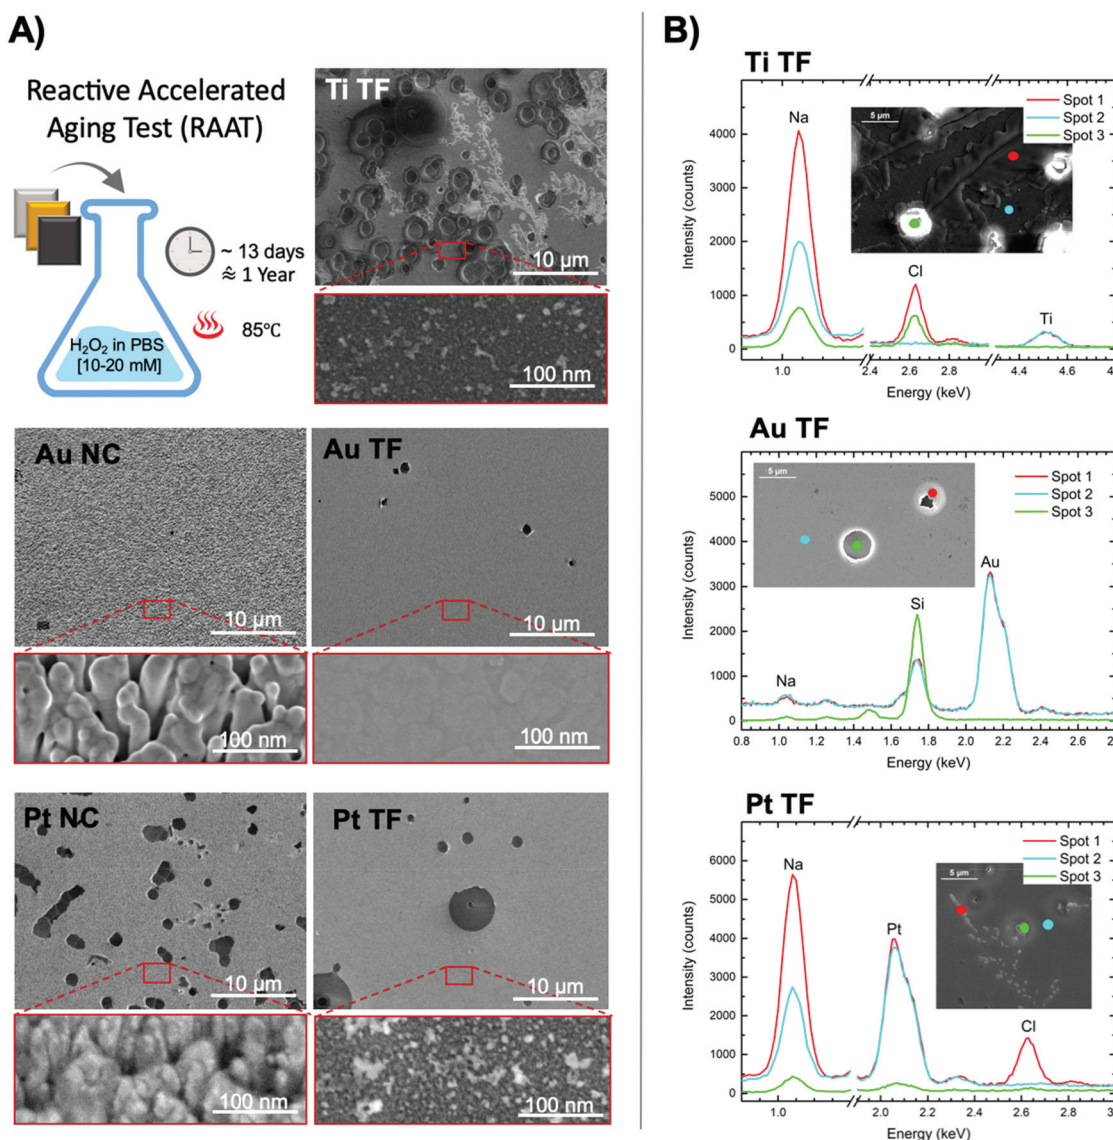 A)
Reactive Accelerated
Aging Test (RAAT)
~ 13 days
≈ 1 Year
85℃
H₂O₂ in PBS
[10-20 mM]
Ti TF
10 µm
100 nm
Au NC
10 µm
100 nm
Au TF
10 µm
100 nm
Pt NC
10 µm
100 nm
Pt TF
10 µm
100 nm
B)
Ti TF
Spot 1
Spot 2
Spot 3
5 µm
Na
Cl
Ti
Intensity (counts)
4000
3000
2000
1000
0
1.0 2.4 2.6 2.8 4.4 4.6 4.8
Energy (keV)
Au TF
Spot 1
Spot 2
Spot 3
5 µm
Na
Si
Au
Intensity (counts)
5000
4000
3000
2000
1000
0
0.8 1.0 1.2 1.4 1.6 1.8 2.0 2.2 2.4 2.6
Energy (keV)
Pt TF
Spot 1
Spot 2
Spot 3
5 µm
Na
Pt
Cl
Intensity (counts)
6000
5000
4000
3000
2000
1000
0
1.0 2.0 2.2 2.4 2.6 2.8
Energy (keV)